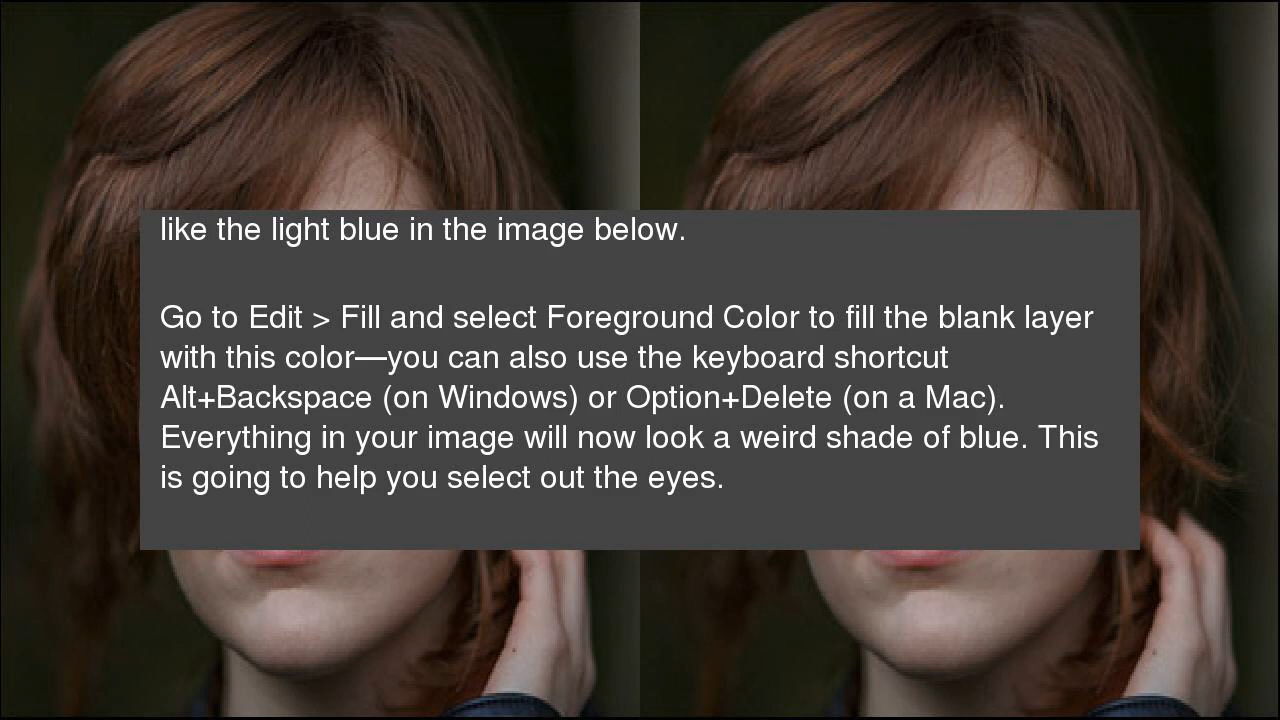 like the light blue in the image below.
Go to Edit > Fill and select Foreground Color to fill the blank layer
with this color—you can also use the keyboard shortcut
Alt+Backspace (on Windows) or Option+Delete (on a Mac).
Everything in your image will now look a weird shade of blue. This
is going to help you select out the eyes.